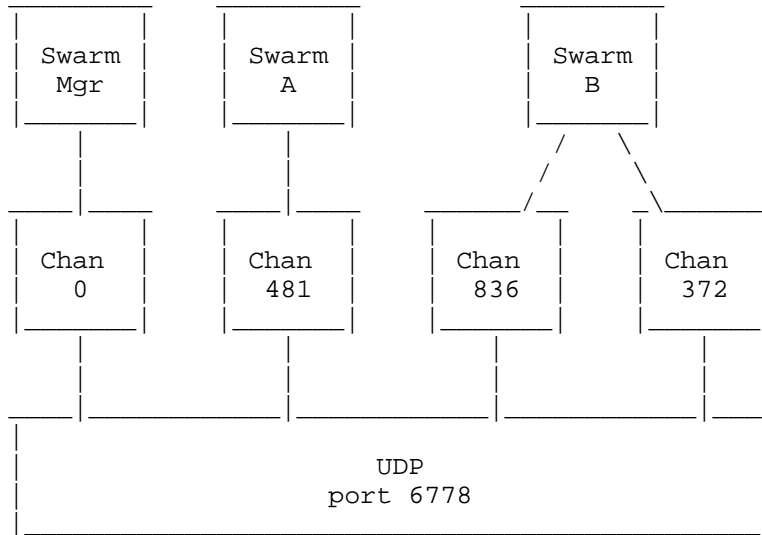 Swarm Swarm Swarm
Mgr A B
Chan Chan Chan Chan
0 481 836 372
UDP
port 6778